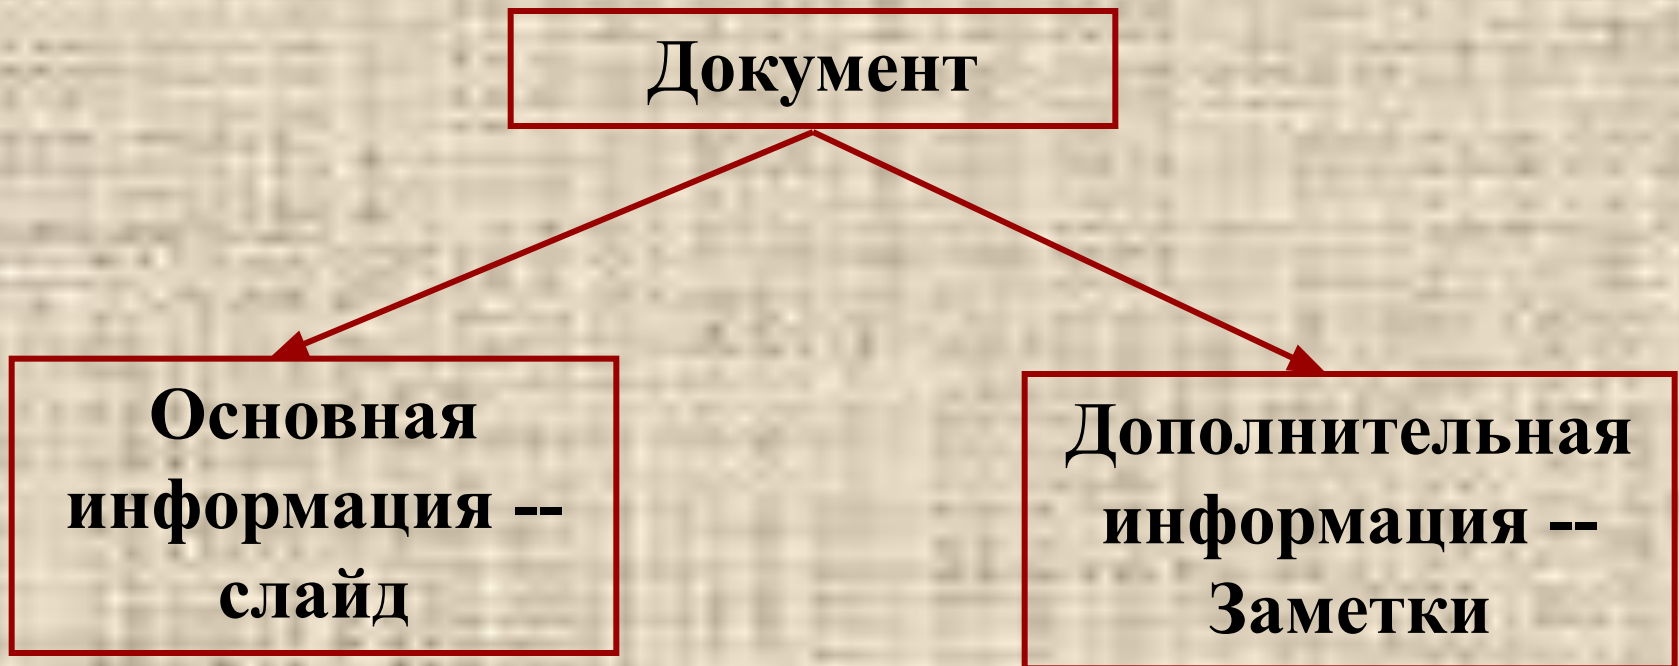 Документ
Основная
информация --
слайд
Дополнительная
информация --
Заметки